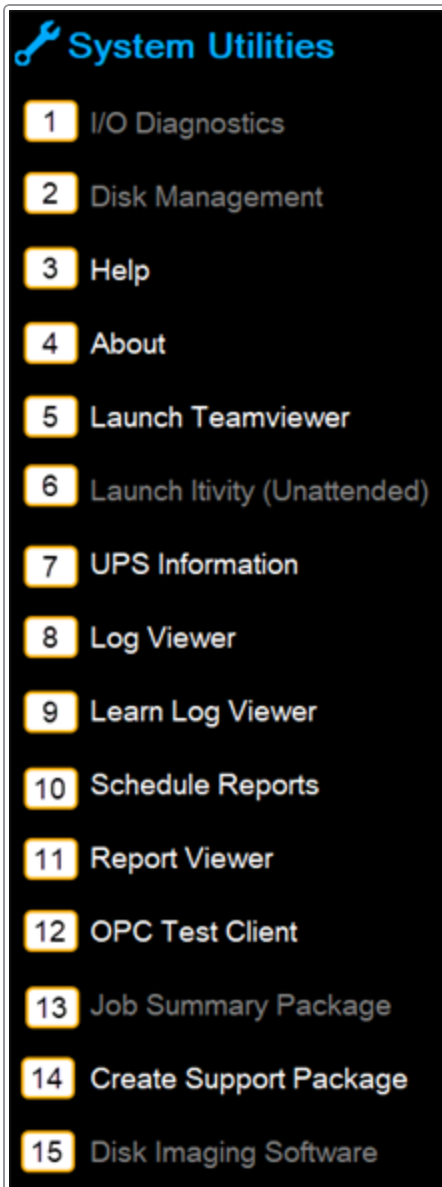 System Utilities
1 I/O Diagnostics
2 Disk Management
3 Help
4 About
5 Launch Teamviewer
6 Launch Itivity (Unattended)
7 UPS Information
8 Log Viewer
9 Learn Log Viewer
10 Schedule Reports
11 Report Viewer
12 OPC Test Client
13 Job Summary Package
14 Create Support Package
15 Disk Imaging Software